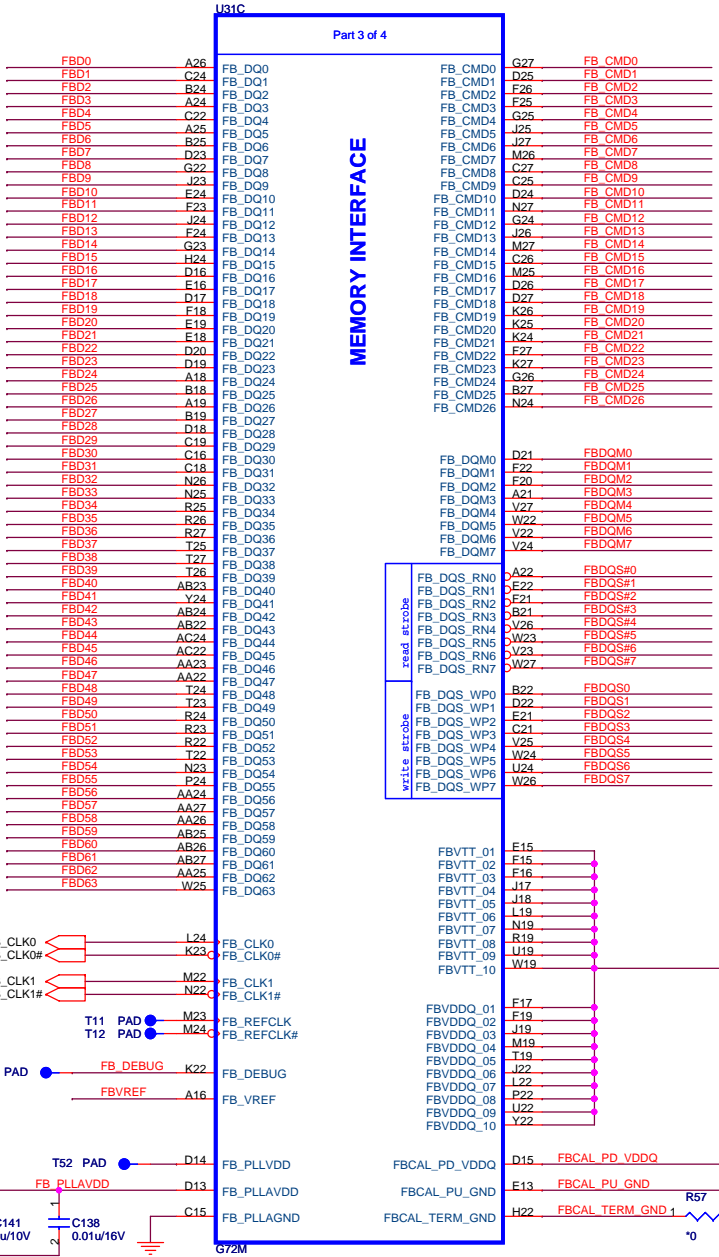 U31C
Part 3 of 4
MEMORY INTERFACE
FBD0 A26 FB_DQ0 FB_CMD0 G27 FB_CMD0
FBD1 C24 FB_DQ1 FB_CMD1 D25 FB_CMD1
FBD2 B24 FB_DQ2 FB_CMD2 F26 FB_CMD2
FBD3 A24 FB_DQ3 FB_CMD3 F25 FB_CMD3
FBD4 C22 FB_DQ4 FB_CMD4 G25 FB_CMD4
FBD5 A25 FB_DQ5 FB_CMD5 J25 FB_CMD5
FBD6 B25 FB_DQ6 FB_CMD6 J27 FB_CMD6
FBD7 D23 FB_DQ7 FB_CMD7 M26 FB_CMD7
FBD8 G22 FB_DQ8 FB_CMD8 C27 FB_CMD8
FBD9 J23 FB_DQ9 FB_CMD9 C25 FB_CMD9
FBD10 E24 FB_DQ10 FB_CMD10 D24 FB_CMD10
FBD11 F23 FB_DQ11 FB_CMD11 N27 FB_CMD11
FBD12 J24 FB_DQ12 FB_CMD12 G24 FB_CMD12
FBD13 F24 FB_DQ13 FB_CMD13 J26 FB_CMD13
FBD14 G23 FB_DQ14 FB_CMD14 M27 FB_CMD14
FBD15 H24 FB_DQ15 FB_CMD15 C26 FB_CMD15
FBD16 D16 FB_DQ16 FB_CMD16 M25 FB_CMD16
FBD17 E16 FB_DQ17 FB_CMD17 D26 FB_CMD17
FBD18 D17 FB_DQ18 FB_CMD18 D27 FB_CMD18
FBD19 F18 FB_DQ19 FB_CMD19 K26 FB_CMD19
FBD20 E19 FB_DQ20 FB_CMD20 K25 FB_CMD20
FBD21 E18 FB_DQ21 FB_CMD21 K24 FB_CMD21
FBD22 D20 FB_DQ22 FB_CMD22 F27 FB_CMD22
FBD23 D19 FB_DQ23 FB_CMD23 K27 FB_CMD23
FBD24 A18 FB_DQ24 FB_CMD24 G26 FB_CMD24
FBD25 B18 FB_DQ25 FB_CMD25 B27 FB_CMD25
FBD26 A19 FB_DQ26 FB_CMD26 N24 FB_CMD26
FBD27 B19 FB_DQ27
FBD28 D18 FB_DQ28
FBD29 C19 FB_DQ29
FBD30 C16 FB_DQ30 FB_DQM0 D21 FBDQM0
FBD31 C18 FB_DQ31 FB_DQM1 F22 FBDQM1
FBD32 N26 FB_DQ32 FB_DQM2 F20 FBDQM2
FBD33 N25 FB_DQ33 FB_DQM3 A21 FBDQM3
FBD34 R25 FB_DQ34 FB_DQM4 V27 FBDQM4
FBD35 R26 FB_DQ35 FB_DQM5 W22 FBDQM5
FBD36 R27 FB_DQ36 FB_DQM6 V22 FBDQM6
FBD37 T25 FB_DQ37 FB_DQM7 V24 FBDQM7
FBD38 T27 FB_DQ38
FBD39 T26 FB_DQ39 FB_DQS_RN0 A22 FBDQS#0
FBD40 AB23 FB_DQ40 FB_DQS_RN1 E22 FBDQS#1
FBD41 Y24 FB_DQ41 FB_DQS_RN2 F21 FBDQS#2
FBD42 AB24 FB_DQ42 FB_DQS_RN3 B21 FBDQS#3
FBD43 AB22 FB_DQ43 FB_DQS_RN4 V26 FBDQS#4
FBD44 AC24 FB_DQ44 FB_DQS_RN5 W23 FBDQS#5
FBD45 AC22 FB_DQ45 FB_DQS_RN6 V23 FBDQS#6
FBD46 AA23 FB_DQ46 FB_DQS_RN7 W27 FBDQS#7
read strobe
FBD47 AA22 FB_DQ47
FBD48 T24 FB_DQ48 FB_DQS_WP0 B22 FBDQS0
FBD49 T23 FB_DQ49 FB_DQS_WP1 D22 FBDQS1
FBD50 R24 FB_DQ50 FB_DQS_WP2 E21 FBDQS2
FBD51 R23 FB_DQ51 FB_DQS_WP3 C21 FBDQS3
FBD52 R22 FB_DQ52 FB_DQS_WP4 V25 FBDQS4
FBD53 T22 FB_DQ53 FB_DQS_WP5 W24 FBDQS5
FBD54 N23 FB_DQ54 FB_DQS_WP6 U24 FBDQS6
FBD55 P24 FB_DQ55 FB_DQS_WP7 W26 FBDQS7
write strobe
FBD56 AA24 FB_DQ56
FBD57 AA27 FB_DQ57
FBD58 AA26 FB_DQ58
FBD59 AB25 FB_DQ59
FBD60 AB26 FB_DQ60 FBVTT_01 E15
FBD61 AB27 FB_DQ61 FBVTT_02 F15
FBD62 AA25 FB_DQ62 FBVTT_03 F16
FBD63 W25 FB_DQ63 FBVTT_04 J17
FBVTT_05 J18
FBVTT_06 L19
FBVTT_07 N19
_CLK0 L24 FB_CLK0 FBVTT_08 R19
_CLK0# K23 FB_CLK0# FBVTT_09 U19
FBVTT_10 W19
_CLK1 M22 FB_CLK1
_CLK1# N22 FB_CLK1#
FBVDDQ_01 F17
T11 PAD M23 FB_REFCLK FBVDDQ_02 F19
T12 PAD M24 FB_REFCLK# FBVDDQ_03 J19
FBVDDQ_04 M19
FBVDDQ_05 T19
PAD FB_DEBUG K22 FB_DEBUG FBVDDQ_06 J22
FBVDDQ_07 L22
FBVREF A16 FB_VREF FBVDDQ_08 P22
FBVDDQ_09 U22
FBVDDQ_10 Y22
T52 PAD D14 FB_PLLVDD FBCAL_PD_VDDQ D15 FBCAL_PD_VDDQ
FB_PLLAVDD D13 FB_PLLAVDD FBCAL_PU_GND E13 FBCAL_PU_GND
C15 FB_PLLAGND FBCAL_TERM_GND H22 FBCAL_TERM_GND 1 R57
*0
1
C141 C138
u/10V 0.01u/16V
2
G72M